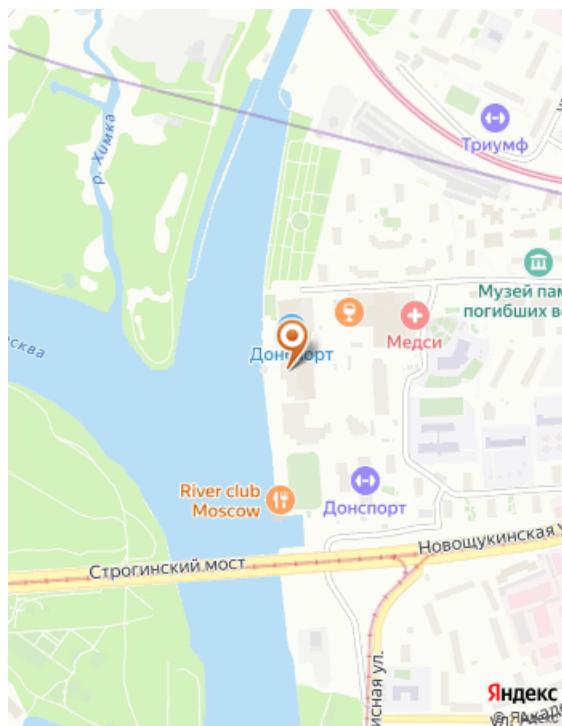 р. Химка
Триумф
Музей пам
погибших во
Медси
Донспорт
сква
River club
Moscow
Донспорт
Новощукинская у
Строгинский мост
исная ул.
Яндекс